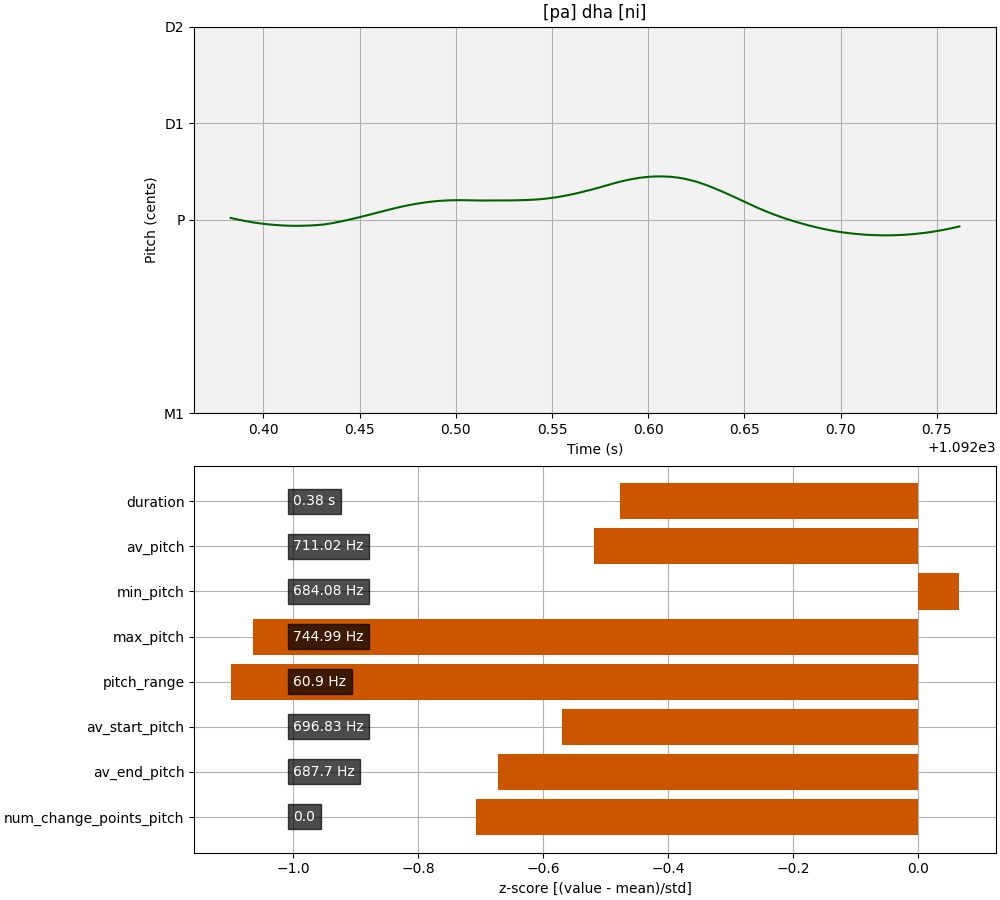 [pa] dha [ni]
D2
D1
P
M1
Pitch (cents)
0.40 0.45 0.50 0.55 0.60 0.65 0.70 0.75
Time (s)
+1.092e3
duration 0.38 s
av_pitch 711.02 Hz
min_pitch 684.08 Hz
max_pitch 744.99 Hz
pitch_range 60.9 Hz
av_start_pitch 696.83 Hz
av_end_pitch 687.7 Hz
num_change_points_pitch 0.0
−1.0 −0.8 −0.6 −0.4 −0.2 0.0
z-score [(value - mean)/std]